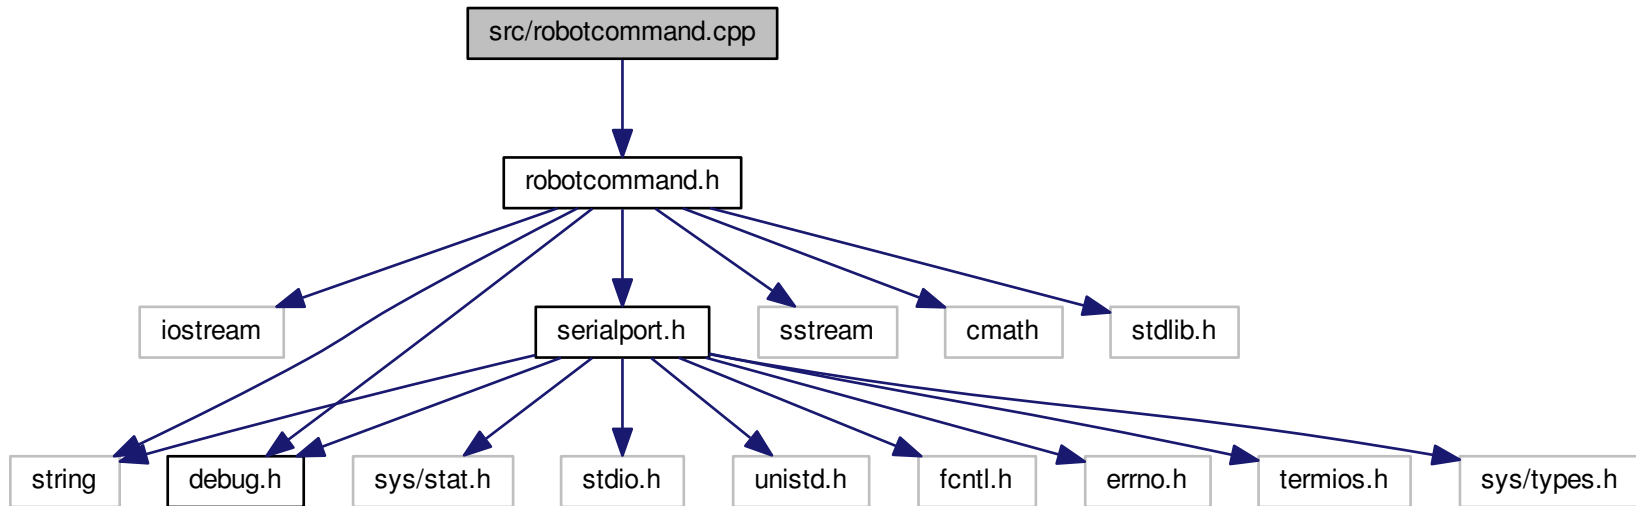 src/robotcommand.cpp
robotcommand.h
iostream
serialport.h
sstream
cmath
stdlib.h
string
debug.h
sys/stat.h
stdio.h
unistd.h
fcntl.h
errno.h
termios.h
sys/types.h